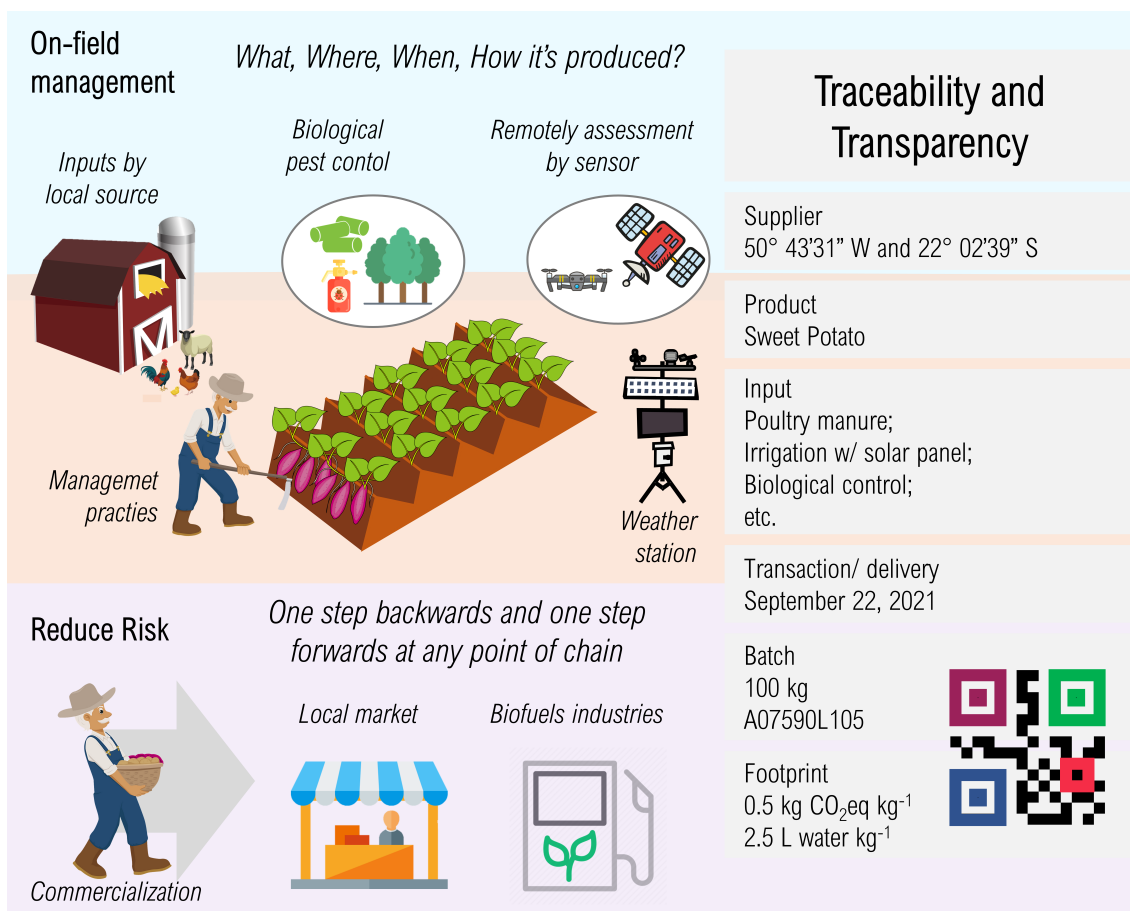 On-field
management
What, Where, When, How it’s produced?
Inputs by
local source
Biological
pest contol
Remotely assessment
by sensor
Managemet
practies
Weather
station
Reduce Risk
One step backwards and one step
forwards at any point of chain
Local market
Biofuels industries
Commercialization
Traceability and
Transparency
Supplier
50° 43’31” W and 22° 02’39” S
Product
Sweet Potato
Input
Poultry manure;
Irrigation w/ solar panel;
Biological control;
etc.
Transaction/ delivery
September 22, 2021
Batch
100 kg
A07590L105
Footprint
0.5 kg CO₂eq kg⁻¹
2.5 L water kg⁻¹